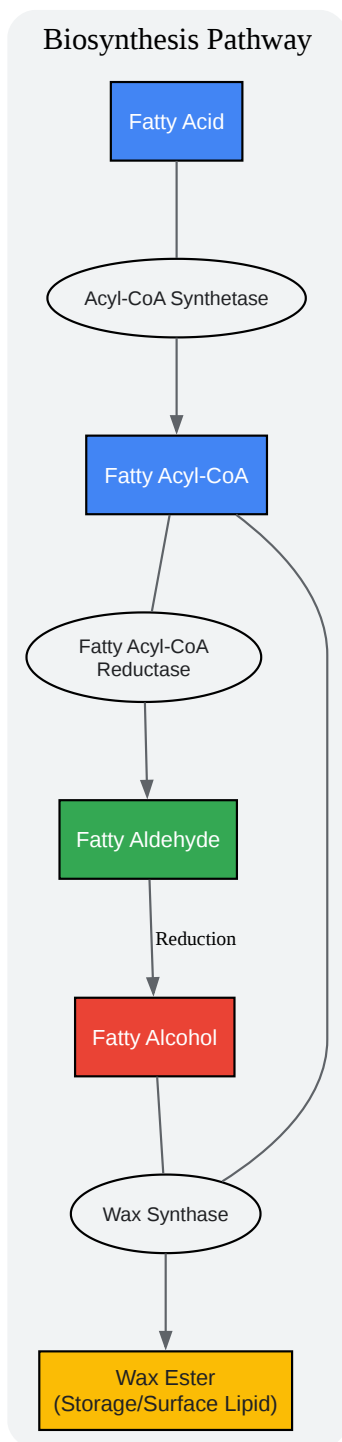 Biosynthesis Pathway
Fatty Acid
Acyl-CoA Synthetase
Fatty Acyl-CoA
Fatty Acyl-CoA
Reductase
Fatty Aldehyde
Reduction
Fatty Alcohol
Wax Synthase
Wax Ester
(Storage/Surface Lipid)